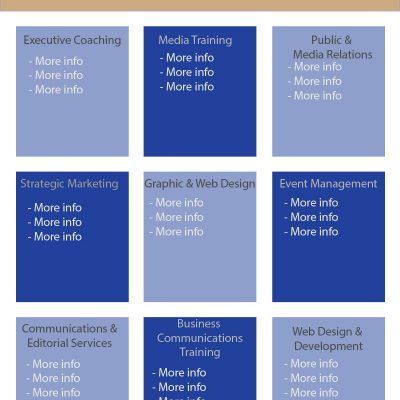 Executive Coaching
- More info
- More info
- More info
Media Training
- More info
- More info
- More info
Public &
Media Relations
- More info
- More info
- More info
Strategic Marketing
- More info
- More info
- More info
Graphic & Web Design
- More info
- More info
- More info
Event Management
- More info
- More info
- More info
Communications &
Editorial Services
- More info
- More info
- More info
Business
Communications
Training
- More info
- More info
Web Design &
Development
- More info
- More info
- More info